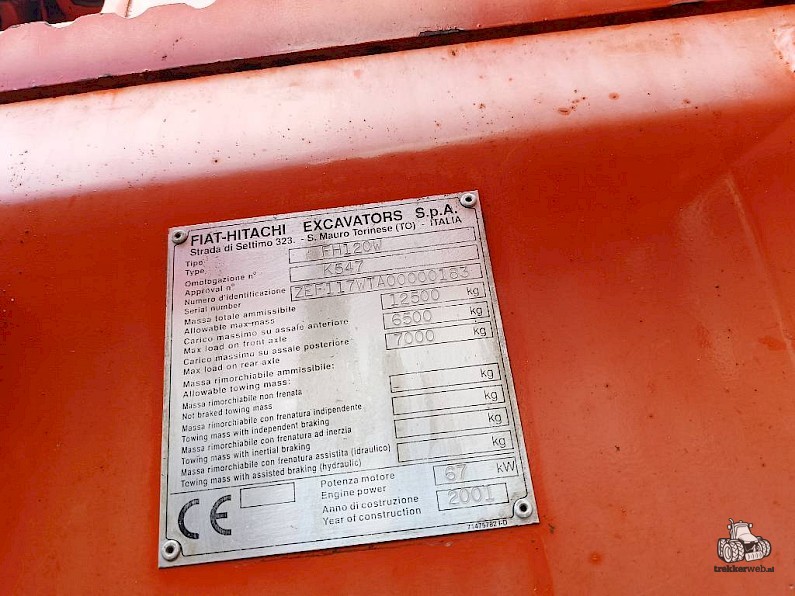 FIAT-HITACHI EXCAVATORS S.p.A.
Strada di Settimo 323. - S. Mauro Torinese (TO) - ITALIA
Tipo
Type FH120W
Omologazione n°
Approval n° K547
Numero d'identificazione
Serial number ZEF117WTA00000183
Massa totale ammissibile
Allowable max-mass 12500 kg
Carico massimo su assale anteriore
Max load on front axle 6500 kg
Carico massimo su assale posteriore
Max load on rear axle 7000 kg
Massa rimorchiabile ammissibile:
Allowable towing mass:
Massa rimorchiabile non frenata
Not braked towing mass kg
Massa rimorchiabile con frenatura indipendente
Towing mass with independent braking kg
Massa rimorchiabile con frenatura ad inerzia
Towing mass with inertial braking kg
Massa rimorchiabile con frenatura assistita (idraulico)
Towing mass with assisted braking (hydraulic) kg
Potenza motore
Engine power 67 kW
Anno di costruzione
Year of construction 2001
CE
trekkerweb.nl